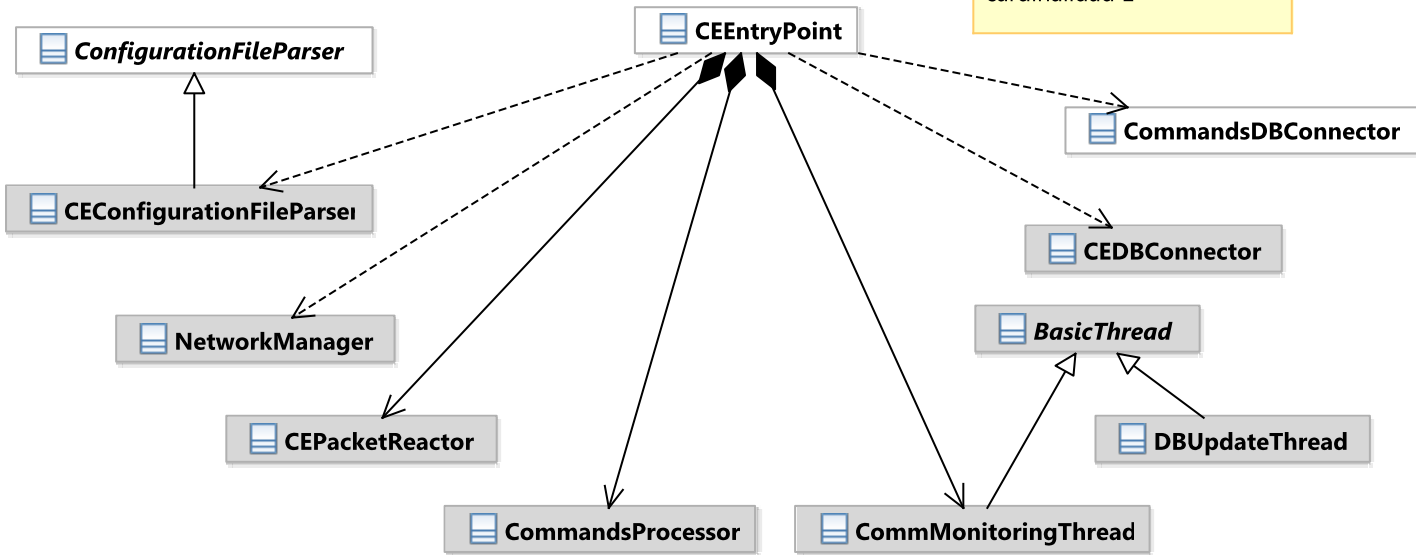 CEEntryPoint
ConfigurationFileParser
CommandsDBConnector
CEConfigurationFileParser
CEDBConnector
BasicThread
NetworkManager
CEPacketReactor
DBUpdateThread
CommandsProcessor
CommMonitoringThread